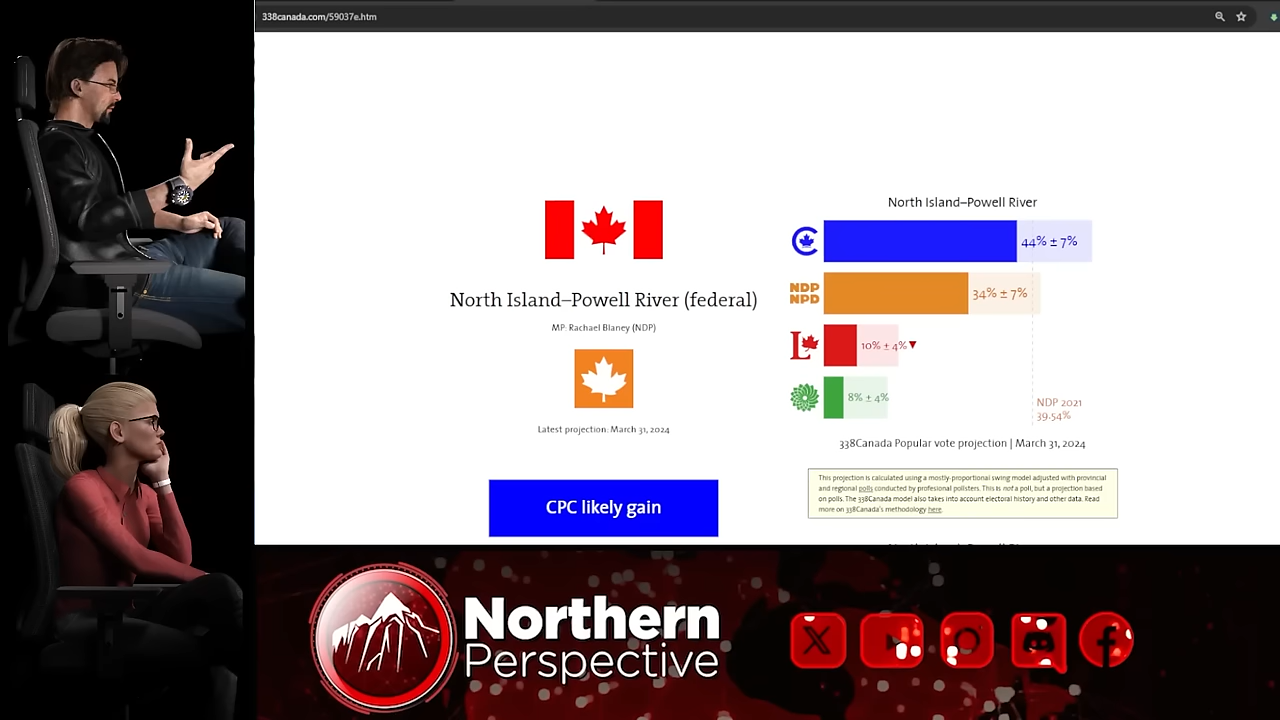 338canada.com/59037e.htm
North Island–Powell River (federal)
MP: Rachael Blaney (NDP)
Latest projection: March 31, 2024
CPC likely gain
North Island–Powell River
44% ± 7%
NDP
NPD
34% ± 7%
L
10% ± 4%▼
8% ± 4%
NDP 2021
39.54%
338Canada Popular vote projection | March 31, 2024
This projection is calculated using a mostly-proportional swing model adjusted with provincial
and regional polls conducted by profesional pollsters. This is not a poll, but a projection based
on polls. The 338Canada model also takes into account electoral history and other data. Read
more on 338Canada's methodology here.
Northern
Perspective